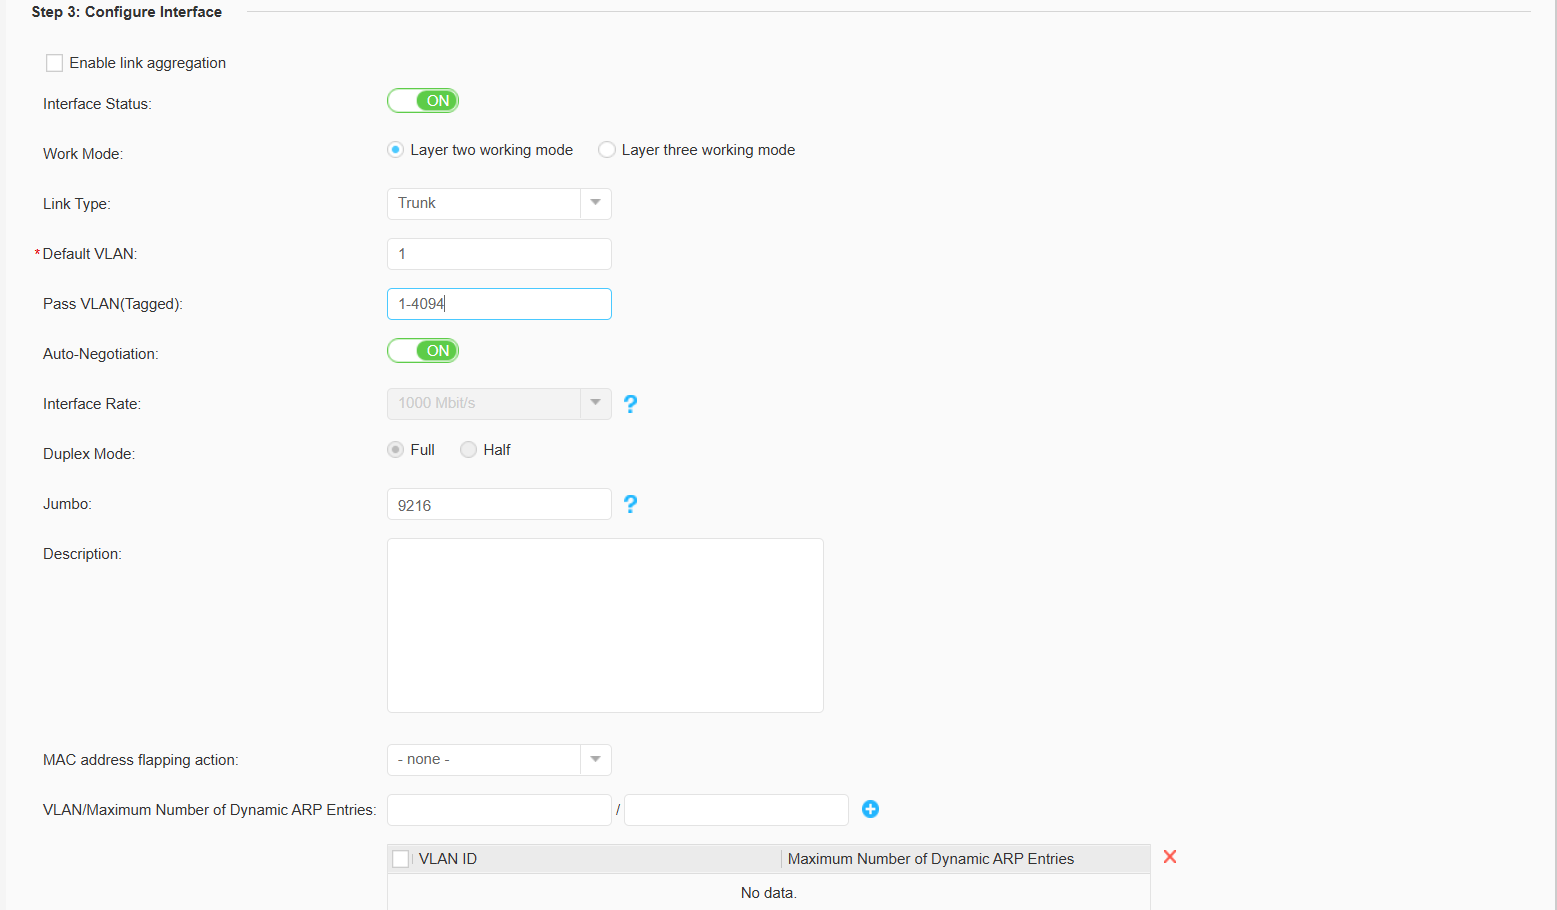 Step 3: Configure Interface
Enable link aggregation
Interface Status: ON
Work Mode: Layer two working mode Layer three working mode
Link Type: Trunk
*Default VLAN: 1
Pass VLAN(Tagged): 1-4094
Auto-Negotiation: ON
Interface Rate: 1000 Mbit/s ?
Duplex Mode: Full Half
Jumbo: 9216 ?
Description:
MAC address flapping action: - none -
VLAN/Maximum Number of Dynamic ARP Entries: /
VLAN ID Maximum Number of Dynamic ARP Entries
No data.